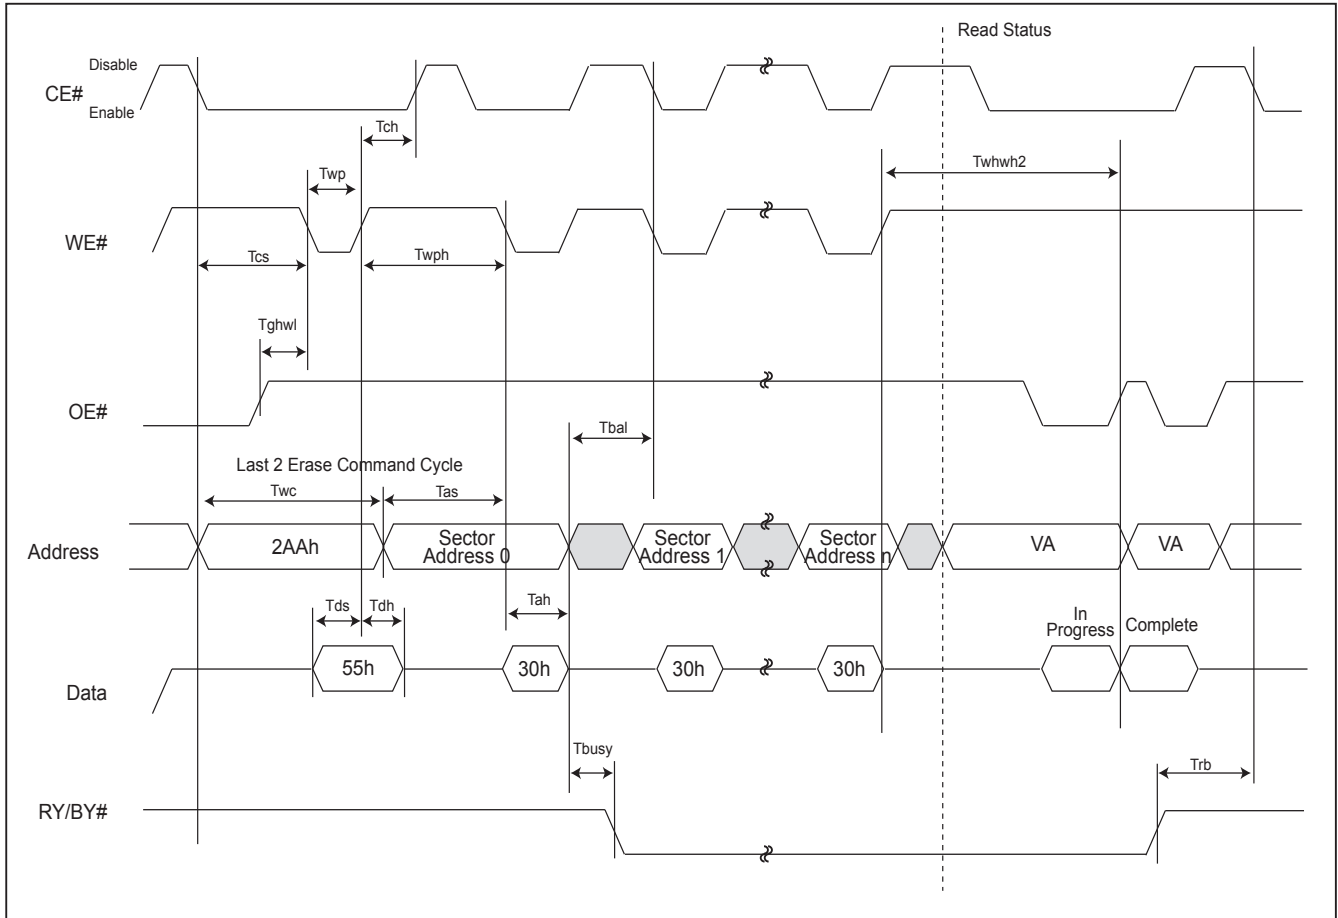 Read Status
Disable
CE#
Enable
Tch
Twhwh2
Twp
WE#
Tcs
Twph
Tghwl
OE#
Tbal
Last 2 Erase Command Cycle
Twc
Tas
Address
2AAh
Sector
Address 0
Sector
Address 1
Sector
Address n
VA
VA
Tds
Tdh
Tah
In
Progress
Complete
Data
55h
30h
30h
30h
Tbusy
Trb
RY/BY#